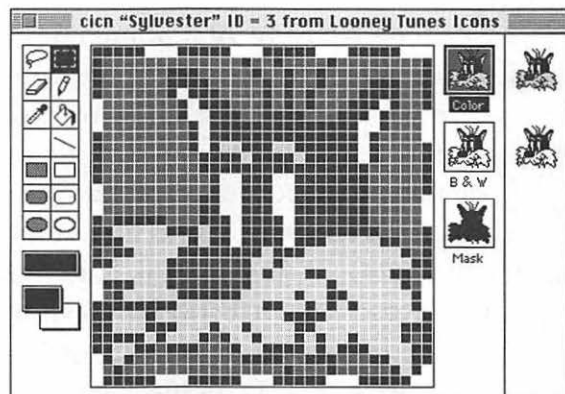 cicn “Sylvester” ID = 3 from Looney Tunes Icons
Color
B & W
Mask